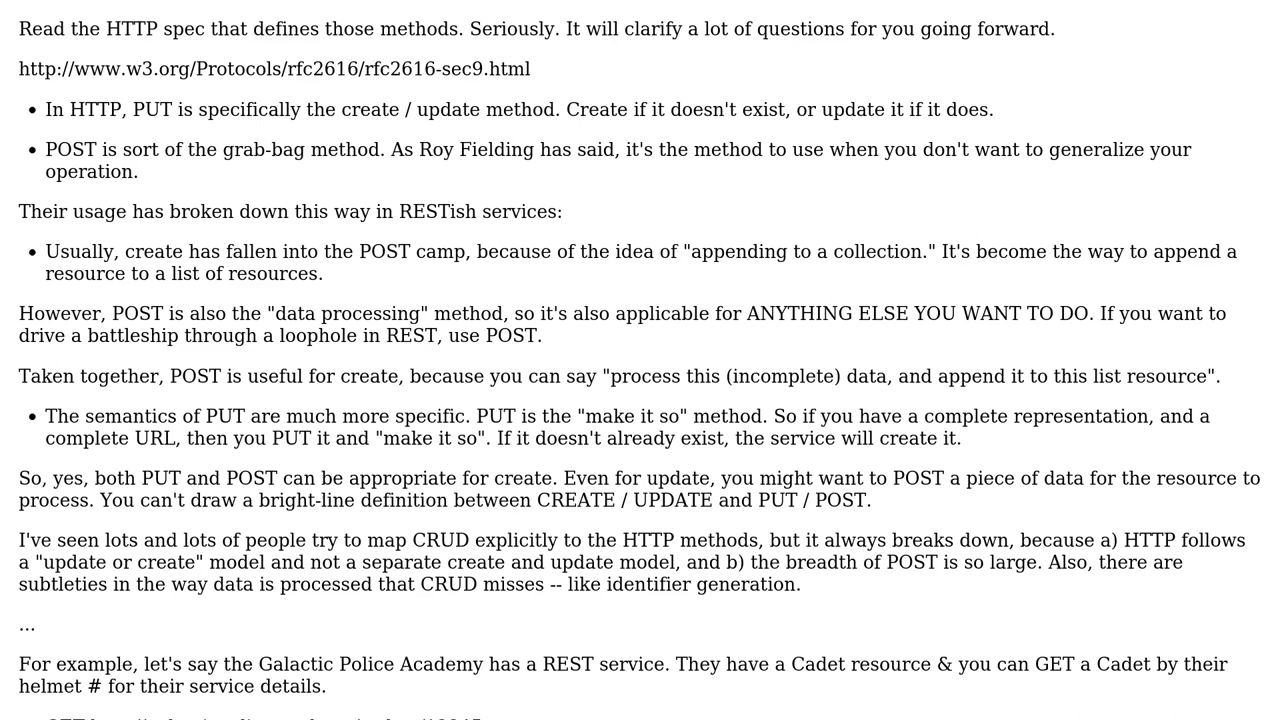 Read the HTTP spec that defines those methods. Seriously. It will clarify a lot of questions for you going forward.
http://www.w3.org/Protocols/rfc2616/rfc2616-sec9.html
• In HTTP, PUT is specifically the create / update method. Create if it doesn't exist, or update it if it does.
• POST is sort of the grab-bag method. As Roy Fielding has said, it's the method to use when you don't want to generalize your
operation.
Their usage has broken down this way in RESTish services:
• Usually, create has fallen into the POST camp, because of the idea of "appending to a collection." It's become the way to append a
resource to a list of resources.
However, POST is also the "data processing" method, so it's also applicable for ANYTHING ELSE YOU WANT TO DO. If you want to
drive a battleship through a loophole in REST, use POST.
Taken together, POST is useful for create, because you can say "process this (incomplete) data, and append it to this list resource".
• The semantics of PUT are much more specific. PUT is the "make it so" method. So if you have a complete representation, and a
complete URL, then you PUT it and "make it so". If it doesn't already exist, the service will create it.
So, yes, both PUT and POST can be appropriate for create. Even for update, you might want to POST a piece of data for the resource to
process. You can't draw a bright-line definition between CREATE / UPDATE and PUT / POST.
I've seen lots and lots of people try to map CRUD explicitly to the HTTP methods, but it always breaks down, because a) HTTP follows
a "update or create" model and not a separate create and update model, and b) the breadth of POST is so large. Also, there are
subtleties in the way data is processed that CRUD misses -- like identifier generation.
...
For example, let's say the Galactic Police Academy has a REST service. They have a Cadet resource & you can GET a Cadet by their
helmet # for their service details.